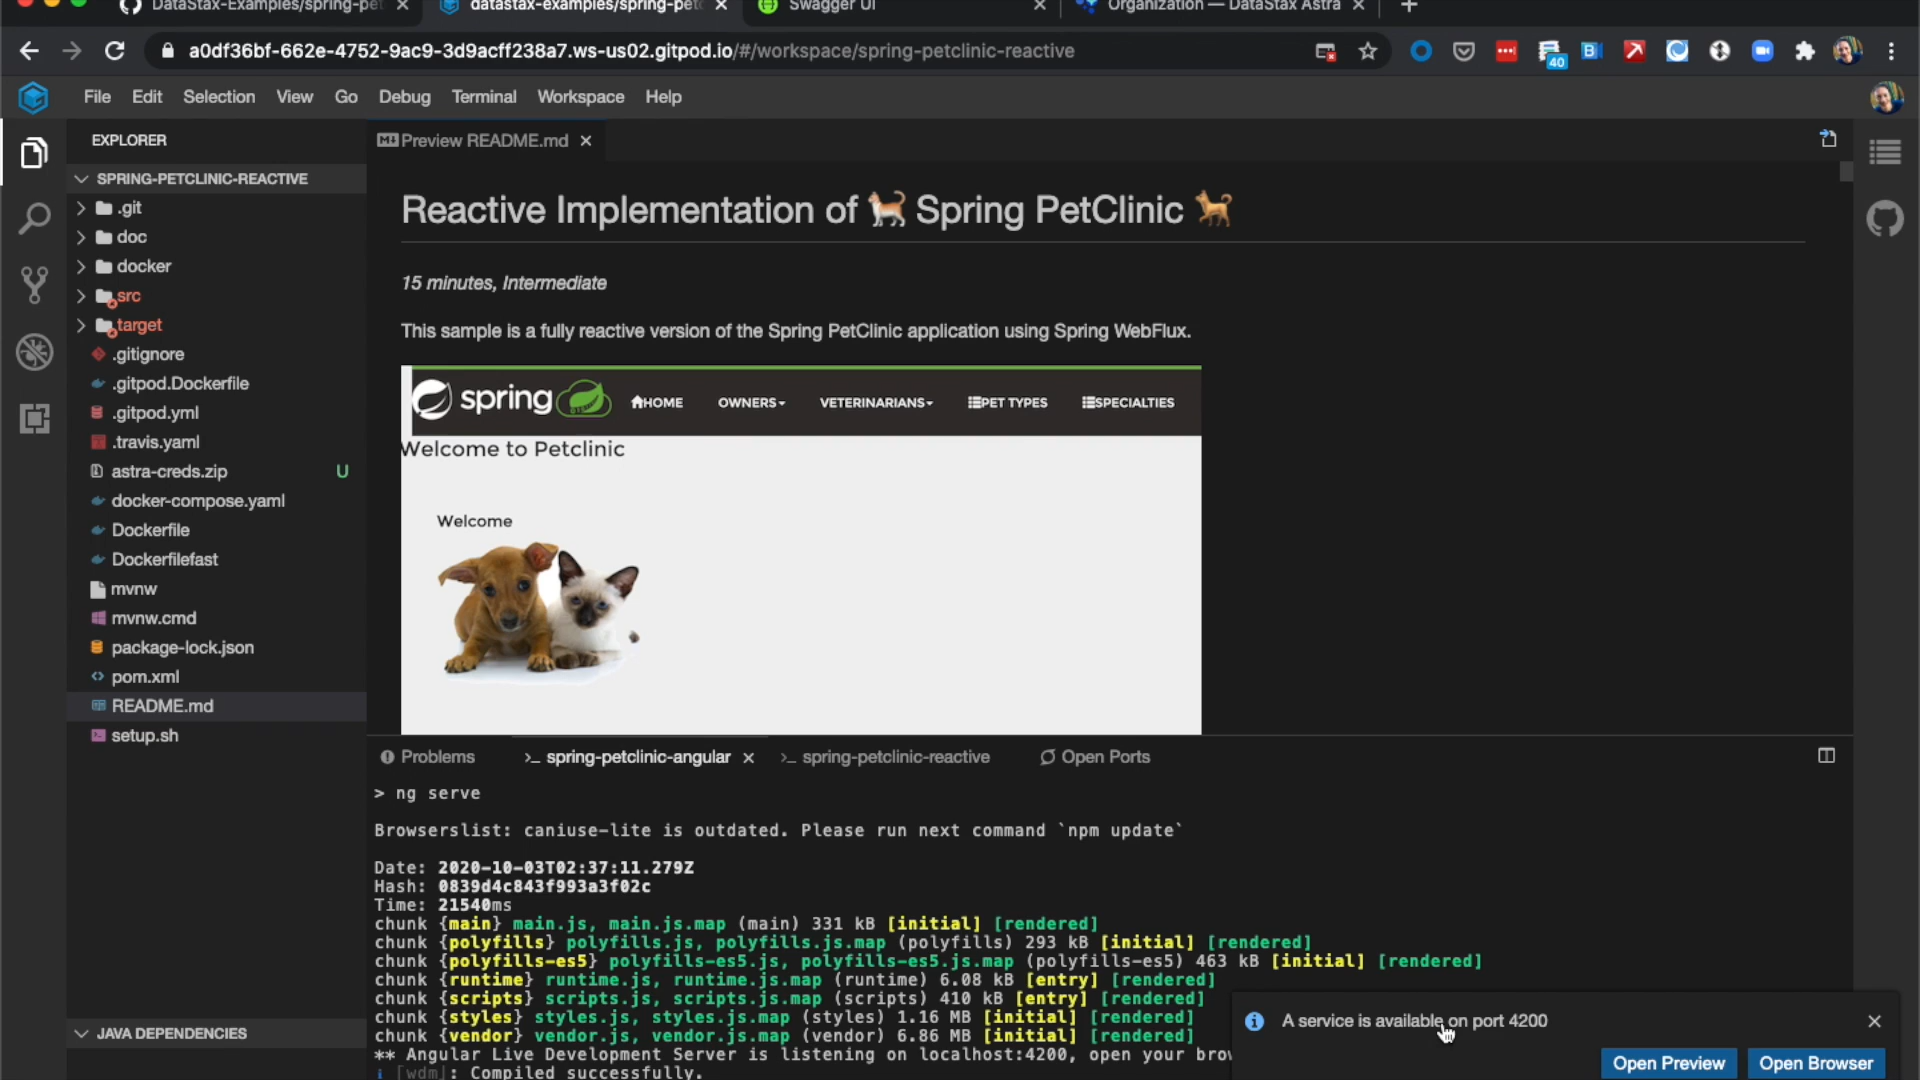 DataStax-Examples/spring-pet
datastax-examples/spring-petc
Swagger UI
Organization — DataStax Astra
a0df36bf-662e-4752-9ac9-3d9acff238a7.ws-us02.gitpod.io/#/workspace/spring-petclinic-reactive
40
File Edit Selection View Go Debug Terminal Workspace Help
EXPLORER
SPRING-PETCLINIC-REACTIVE
.git
doc
docker
src
target
.gitignore
.gitpod.Dockerfile
.gitpod.yml
.travis.yaml
astra-creds.zip U
docker-compose.yaml
Dockerfile
Dockerfilefast
mvnw
mvnw.cmd
package-lock.json
pom.xml
README.md
setup.sh
JAVA DEPENDENCIES
Preview README.md
Reactive Implementation of Spring PetClinic
15 minutes, Intermediate
This sample is a fully reactive version of the Spring PetClinic application using Spring WebFlux.
spring HOME OWNERS VETERINARIANS PET TYPES SPECIALTIES
Welcome to Petclinic
Welcome
Problems >_ spring-petclinic-angular >_ spring-petclinic-reactive Open Ports
> ng serve
Browserslist: caniuse-lite is outdated. Please run next command `npm update`
Date: 2020-10-03T02:37:11.279Z
Hash: 0839d4c843f993a3f02c
Time: 21540ms
chunk {main} main.js, main.js.map (main) 331 kB [initial] [rendered]
chunk {polyfills} polyfills.js, polyfills.js.map (polyfills) 293 kB [initial] [rendered]
chunk {polyfills-es5} polyfills-es5.js, polyfills-es5.js.map (polyfills-es5) 463 kB [initial] [rendered]
chunk {runtime} runtime.js, runtime.js.map (runtime) 6.08 kB [entry] [rendered]
chunk {scripts} scripts.js, scripts.js.map (scripts) 410 kB [entry] [rendered]
chunk {styles} styles.js, styles.js.map (styles) 1.16 MB [initial] [rendered]
chunk {vendor} vendor.js, vendor.js.map (vendor) 6.86 MB [initial] [rendered]
** Angular Live Development Server is listening on localhost:4200, open your brow
i [wdm]: Compiled successfully.
A service is available on port 4200
Open Preview Open Browser